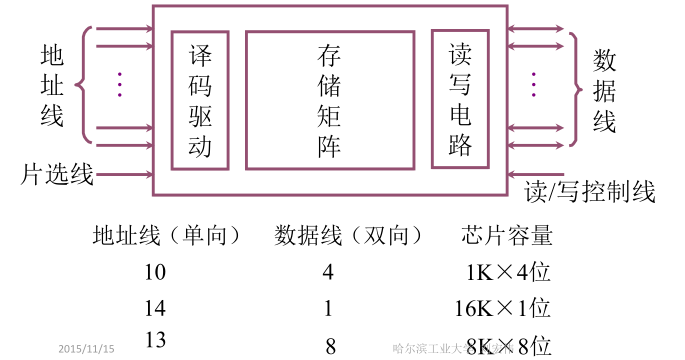 地址线
译码驱动
存储矩阵
读写电路
数据线
片选线
读/写控制线
地址线（单向） 数据线（双向） 芯片容量
10 4 1K×4位
14 1 16K×1位
13 8 8K×8位
2015/11/15 哈尔滨工业大学